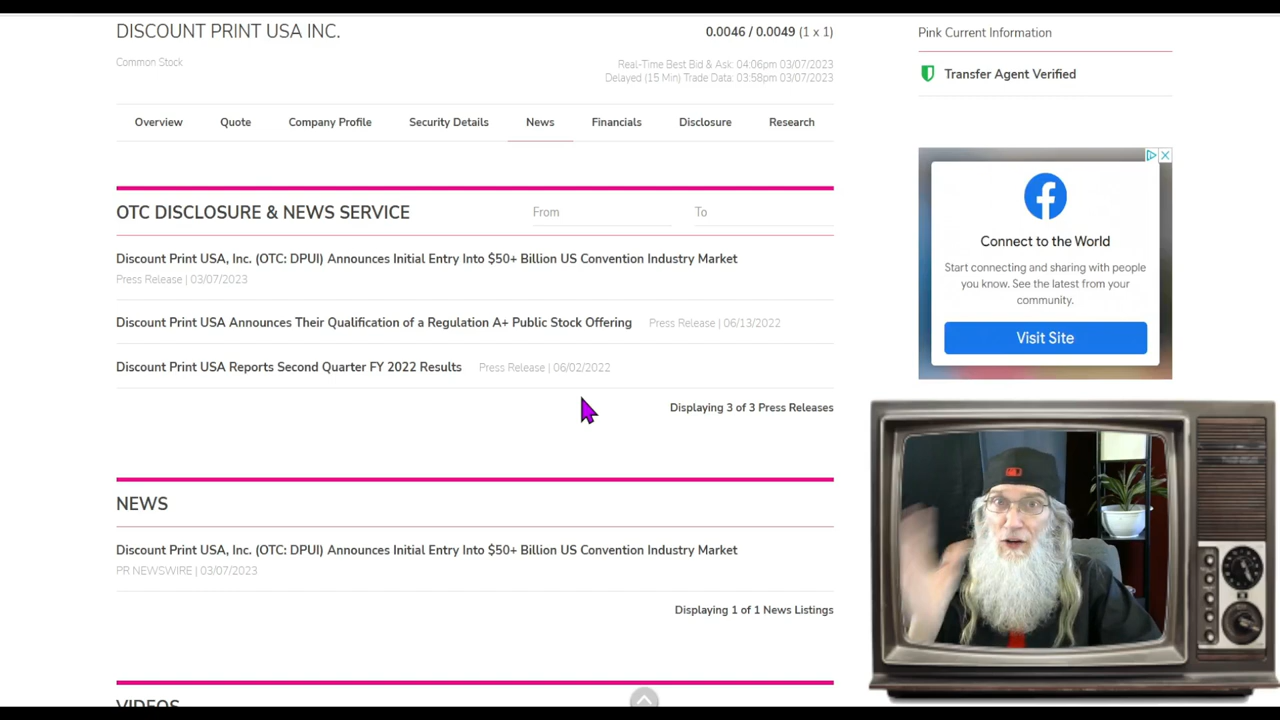 DISCOUNT PRINT USA INC.
0.0046 / 0.0049 (1 x 1)
Common Stock
Real-Time Best Bid & Ask: 04:06pm 03/07/2023
Delayed (15 Min) Trade Data: 03:58pm 03/07/2023
Pink Current Information
Transfer Agent Verified
Overview Quote Company Profile Security Details News Financials Disclosure Research
OTC DISCLOSURE & NEWS SERVICE From To
Discount Print USA, Inc. (OTC: DPUI) Announces Initial Entry Into $50+ Billion US Convention Industry Market
Press Release | 03/07/2023
Discount Print USA Announces Their Qualification of a Regulation A+ Public Stock Offering Press Release | 06/13/2022
Discount Print USA Reports Second Quarter FY 2022 Results Press Release | 06/02/2022
Displaying 3 of 3 Press Releases
NEWS
Discount Print USA, Inc. (OTC: DPUI) Announces Initial Entry Into $50+ Billion US Convention Industry Market
PR NEWSWIRE | 03/07/2023
Displaying 1 of 1 News Listings
VIDEOS
Connect to the World
Start connecting and sharing with people
you know. See the latest from your
community.
Visit Site